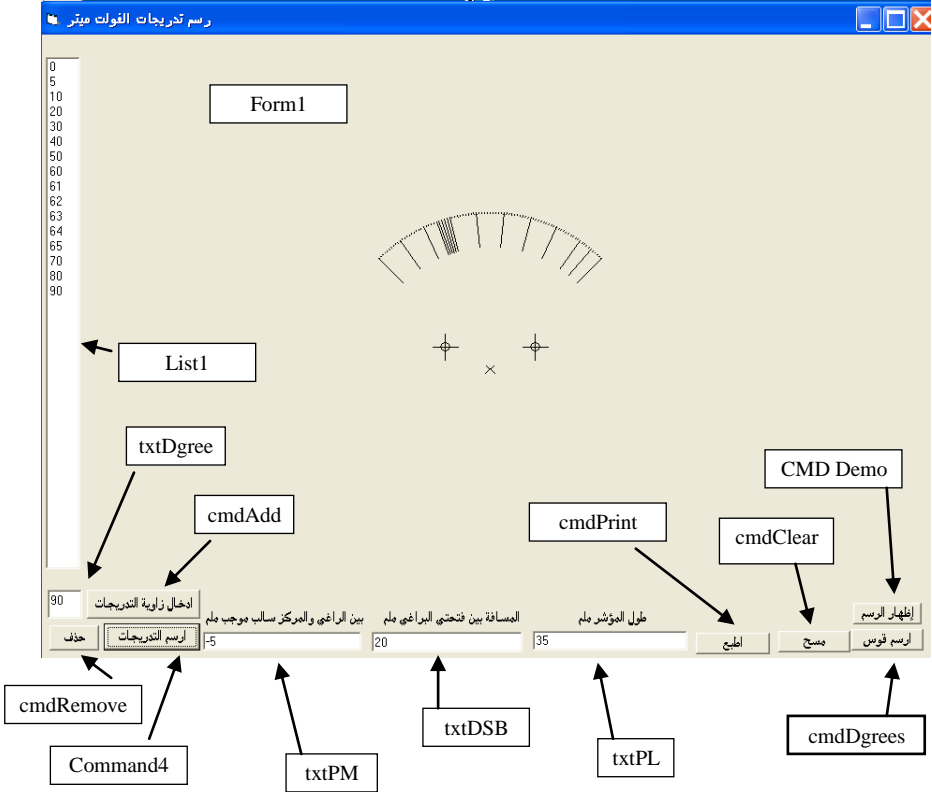 رسم تدريجات الفولت ميتر
0
5
10
20
30
40
50
60
61
62
63
64
65
70
80
90
Form1
List1
txtDgree
cmdAdd
CMD Demo
cmdPrint
cmdClear
90
ادخال زاوية التدريجات
بين الراغي والمركز سالب موجب ملم
المسافة بين فتحتي البراغي ملم
طول المؤشر ملم
إظهار الرسم
حذف
ارسم التدريجات
-5
20
35
اطبع
مسح
ارسم قوس
cmdRemove
Command4
txtPM
txtDSB
txtPL
cmdDgrees